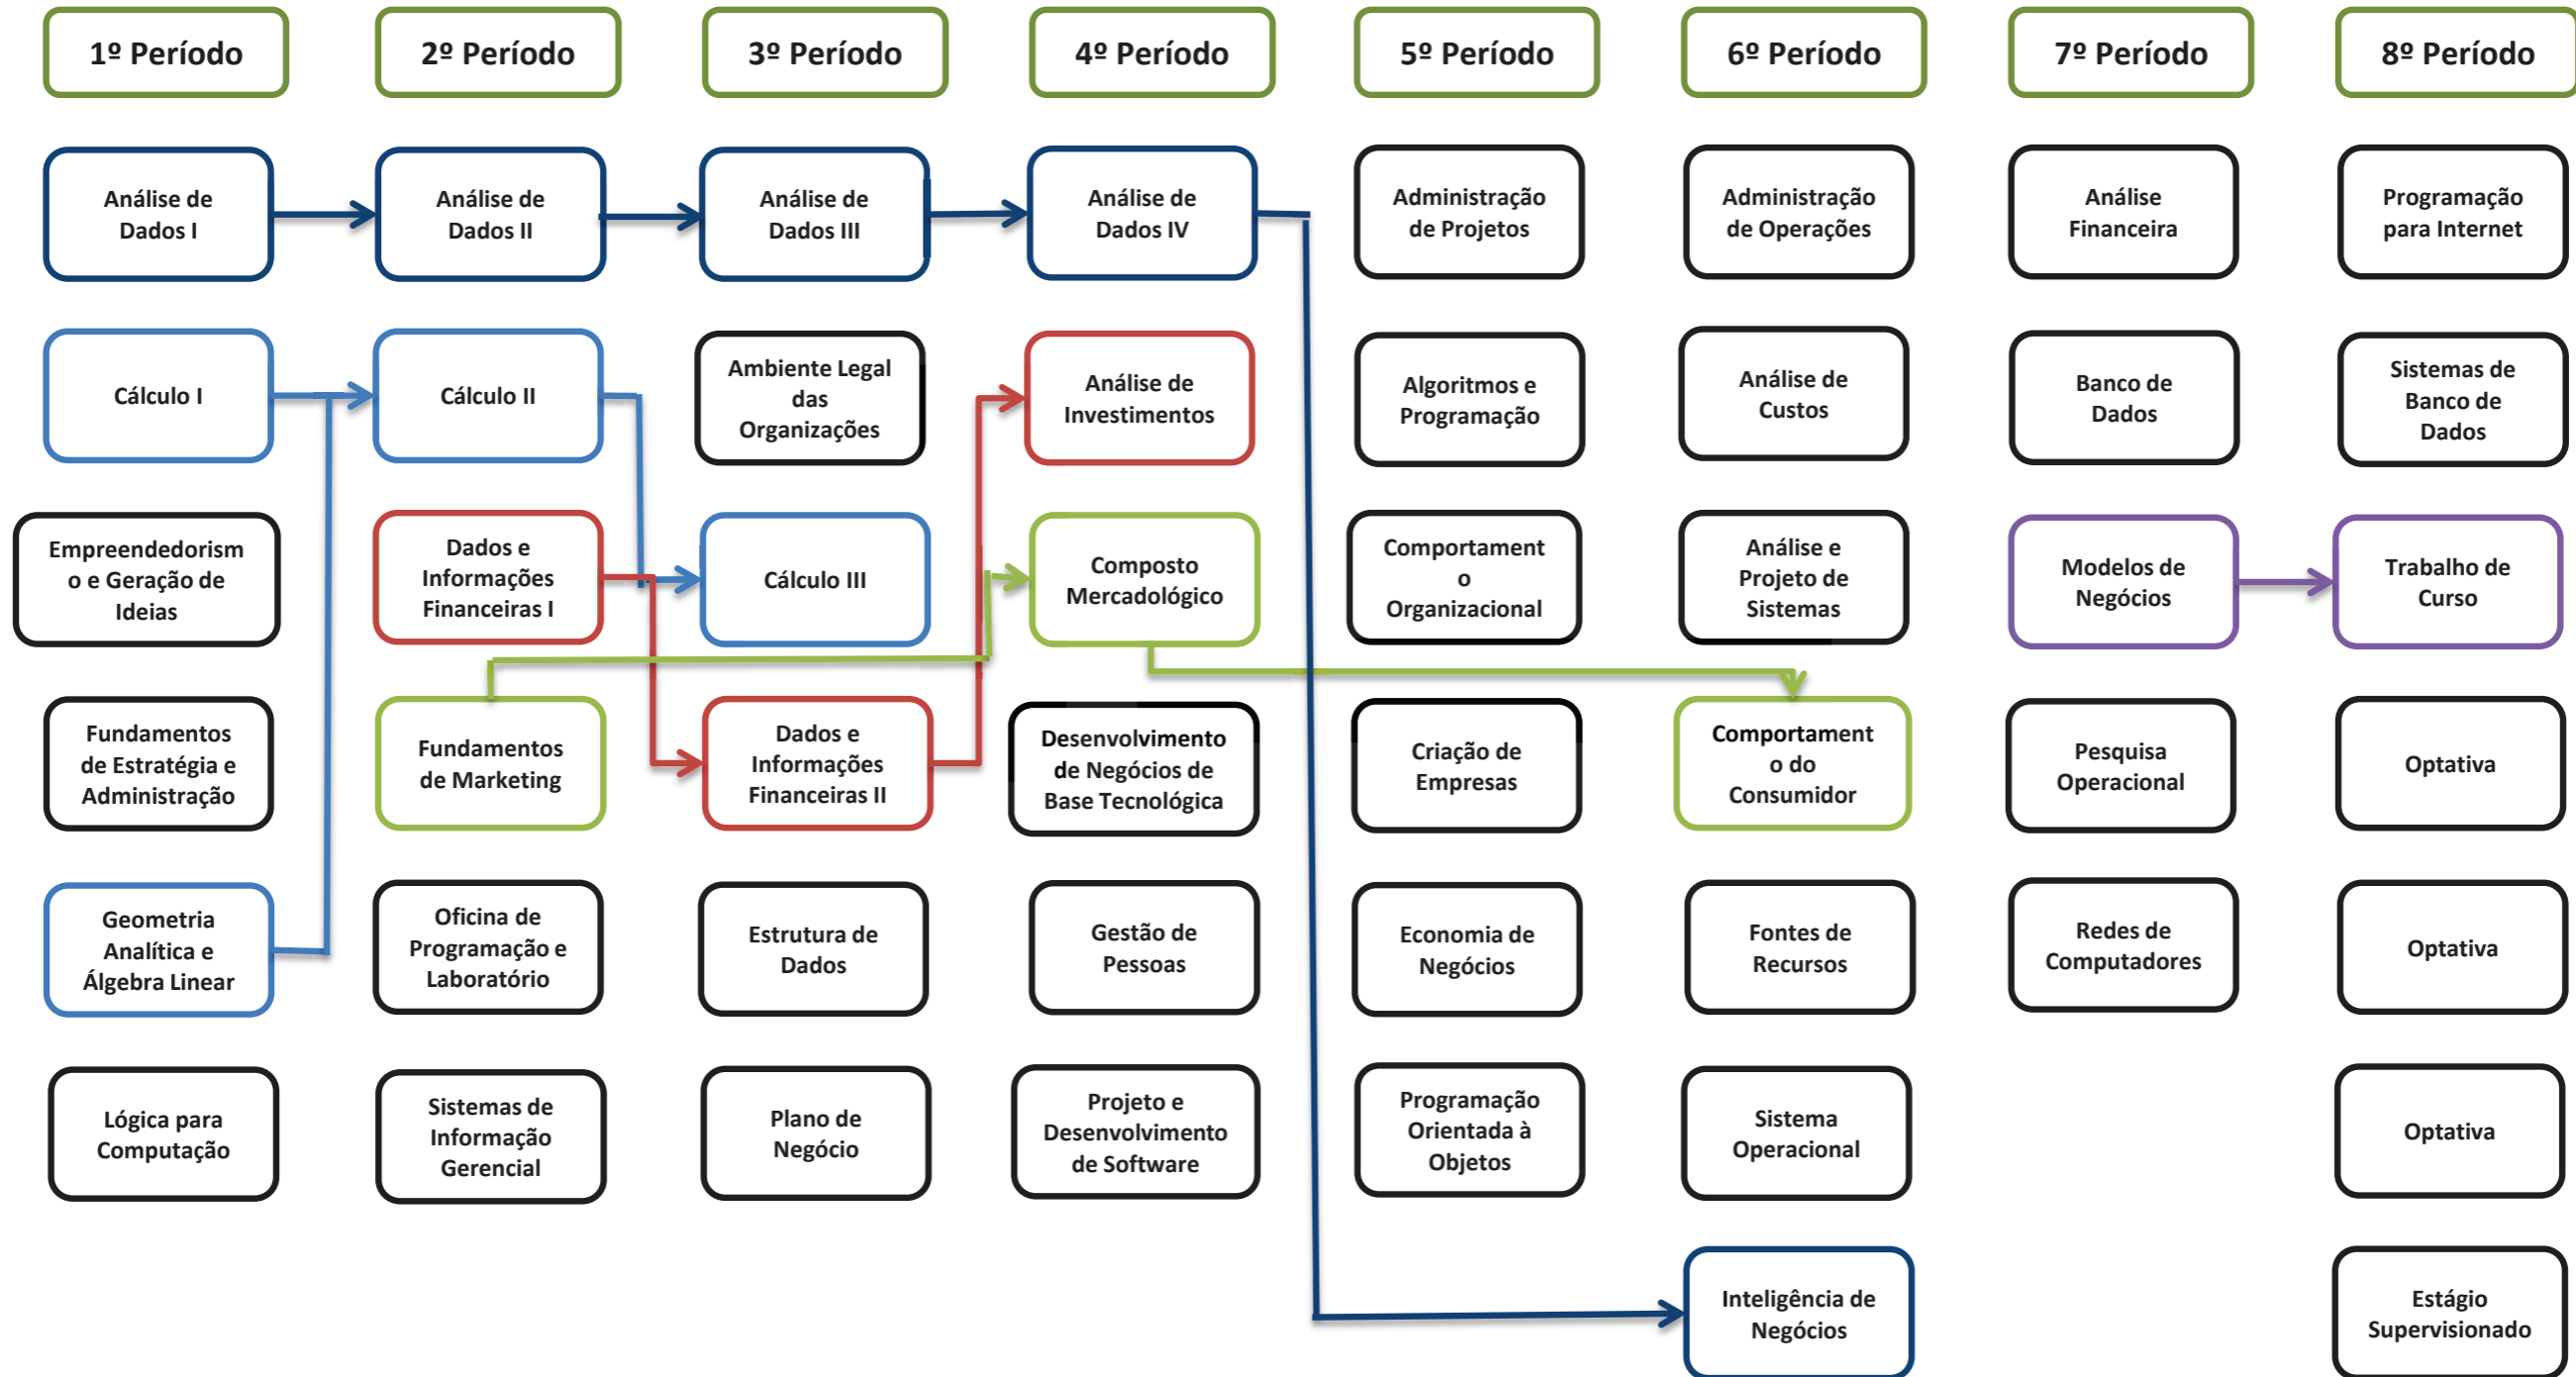 1º Período
2º Período
3º Período
4º Período
5º Período
6º Período
7º Período
8º Período
Análise de
Dados I
Análise de
Dados II
Análise de
Dados III
Análise de
Dados IV
Administração
de Projetos
Administração
de Operações
Análise
Financeira
Programação
para Internet
Cálculo I
Cálculo II
Ambiente Legal
das
Organizações
Análise de
Investimentos
Algoritmos e
Programação
Análise de
Custos
Banco de
Dados
Sistemas de
Banco de
Dados
Empreendedorism
o e Geração de
Ideias
Dados e
Informações
Financeiras I
Cálculo III
Composto
Mercadológico
Comportament
o
Organizacional
Análise e
Projeto de
Sistemas
Modelos de
Negócios
Trabalho de
Curso
Fundamentos
de Estratégia e
Administração
Fundamentos
de Marketing
Dados e
Informações
Financeiras II
Desenvolvimento
de Negócios de
Base Tecnológica
Criação de
Empresas
Comportament
o do
Consumidor
Pesquisa
Operacional
Optativa
Geometria
Analítica e
Álgebra Linear
Oficina de
Programação e
Laboratório
Estrutura de
Dados
Gestão de
Pessoas
Economia de
Negócios
Fontes de
Recursos
Redes de
Computadores
Optativa
Lógica para
Computação
Sistemas de
Informação
Gerencial
Plano de
Negócio
Projeto e
Desenvolvimento
de Software
Programação
Orientada à
Objetos
Sistema
Operacional
Optativa
Inteligência de
Negócios
Estágio
Supervisionado